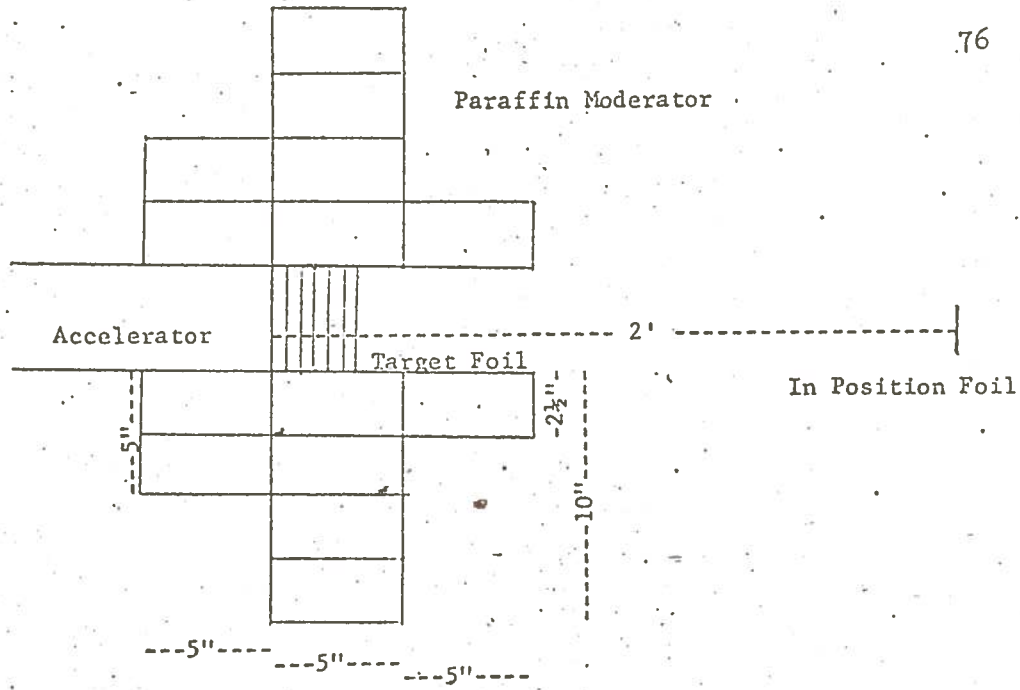 76
Paraffin Moderator
Accelerator
2'
Target Foil
In Position Foil
5"
2½"
10"
5"
5"
5"